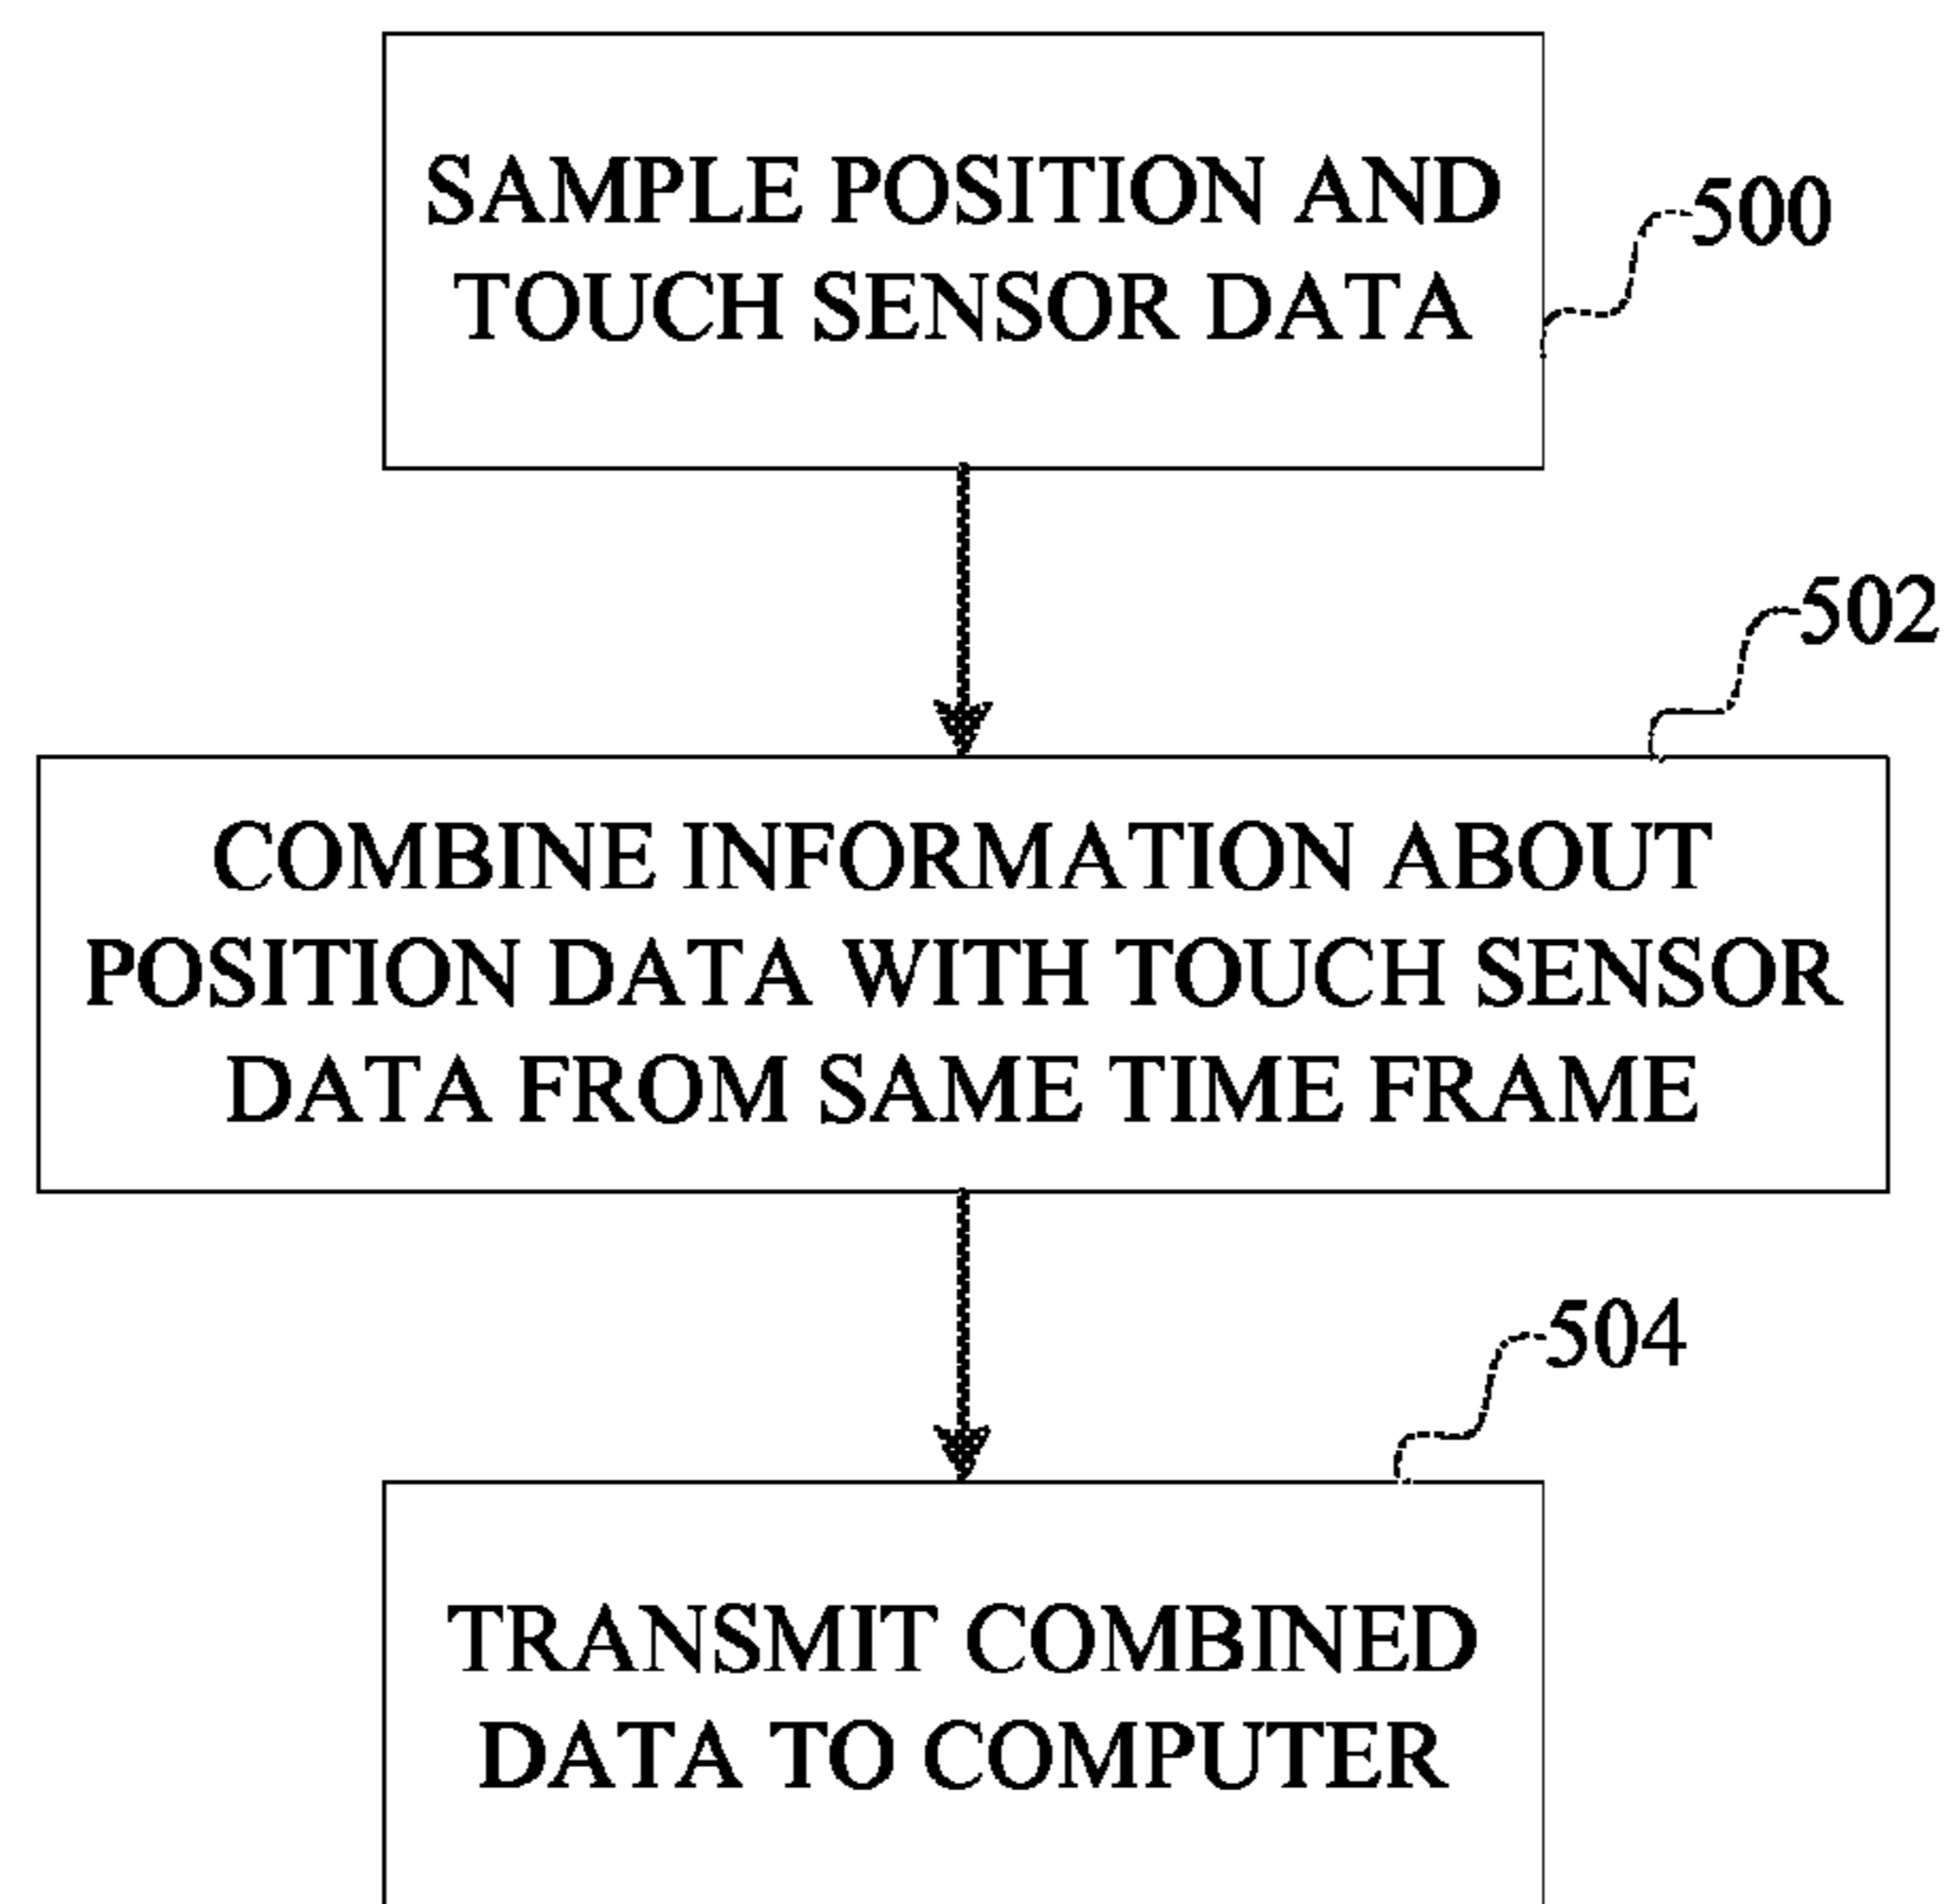 SAMPLE POSITION AND
TOUCH SENSOR DATA
500
502
COMBINE INFORMATION ABOUT
POSITION DATA WITH TOUCH SENSOR
DATA FROM SAME TIME FRAME
504
TRANSMIT COMBINED
DATA TO COMPUTER